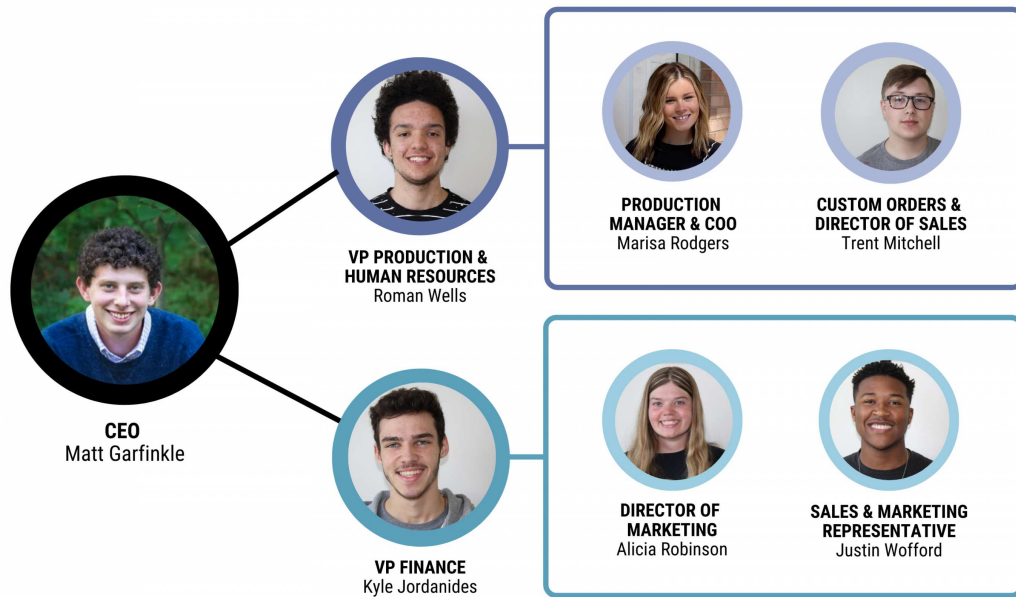 CEO
Matt Garfinkle
VP PRODUCTION &
HUMAN RESOURCES
Roman Wells
PRODUCTION
MANAGER & COO
Marisa Rodgers
CUSTOM ORDERS &
DIRECTOR OF SALES
Trent Mitchell
VP FINANCE
Kyle Jordanides
DIRECTOR OF
MARKETING
Alicia Robinson
SALES & MARKETING
REPRESENTATIVE
Justin Wofford